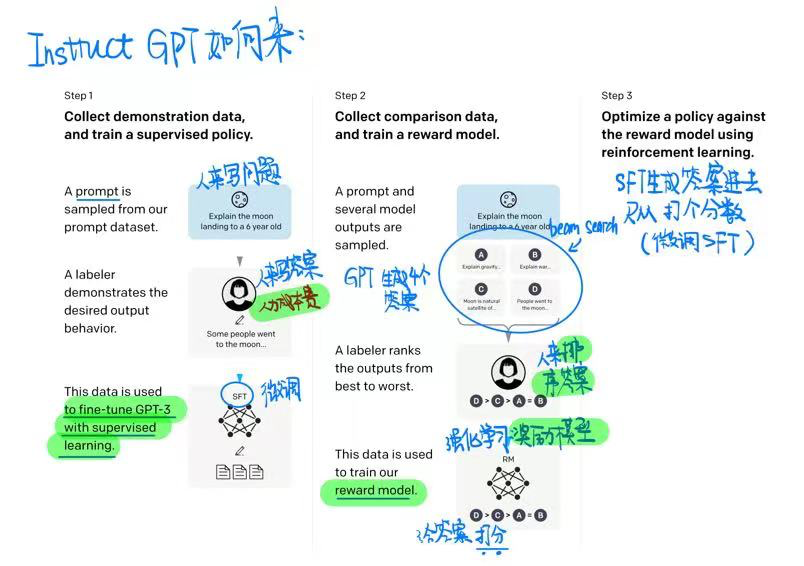 Instruct GPT如何来:
Step 1
Collect demonstration data,
and train a supervised policy.
A prompt is
sampled from our
prompt dataset.
人来写问题
Explain the moon
landing to a 6 year old
A labeler
demonstrates the
desired output
behavior.
人来写答案
人力成本贵
Some people went
to the moon...
This data is used
to fine-tune GPT-3
with supervised
learning.
SFT
微调
Step 2
Collect comparison data,
and train a reward model.
A prompt and
several model
outputs are
sampled.
Explain the moon
landing to a 6 year old
beam search
GPT 生成4个
答案
A
Explain gravity...
B
Explain war...
C
Moon is natural
satellite of...
D
People went to
the moon...
A labeler ranks
the outputs from
best to worst.
人来排
序答案
D > C > A = B
This data is used
to train our
reward model.
强化学习 奖励模型
RM
D > C > A = B
给答案打分
Step 3
Optimize a policy against
the reward model using
reinforcement learning.
SFT生成答案进去
RM 打个分数
(微调SFT)